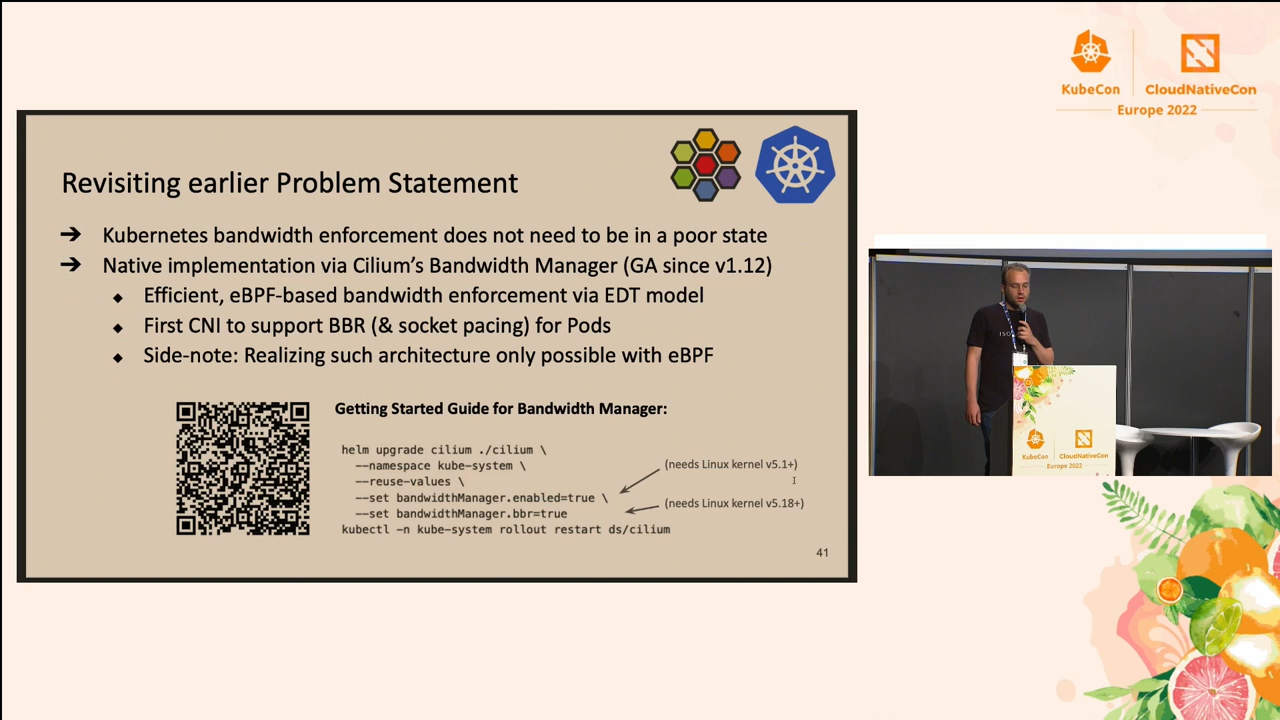 KubeCon
CloudNativeCon
Europe 2022
Revisiting earlier Problem Statement
➔ Kubernetes bandwidth enforcement does not need to be in a poor state
➔ Native implementation via Cilium’s Bandwidth Manager (GA since v1.12)
◆ Efficient, eBPF-based bandwidth enforcement via EDT model
◆ First CNI to support BBR (& socket pacing) for Pods
◆ Side-note: Realizing such architecture only possible with eBPF
Getting Started Guide for Bandwidth Manager:
helm upgrade cilium ./cilium \
--namespace kube-system \
--reuse-values \
--set bandwidthManager.enabled=true \
--set bandwidthManager.bbr=true
kubectl -n kube-system rollout restart ds/cilium
(needs Linux kernel v5.1+)
(needs Linux kernel v5.18+)
41
KubeCon
CloudNativeCon
Europe 2022